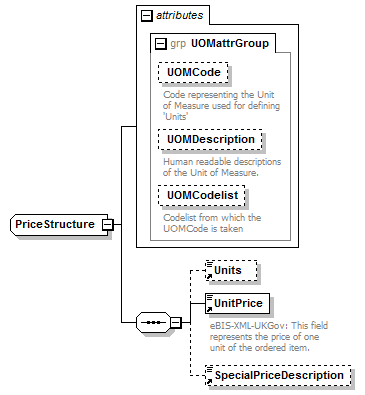 attributes
grp UOMattrGroup
UOMCode
Code representing the Unit
of Measure used for defining
'Units'
UOMDescription
Human readable descriptions
of the Unit of Measure.
UOMCodelist
Codelist from which the
UOMCode is taken
PriceStructure
Units
UnitPrice
eBIS-XML-UKGov: This field
represents the price of one
unit of the ordered item.
SpecialPriceDescription